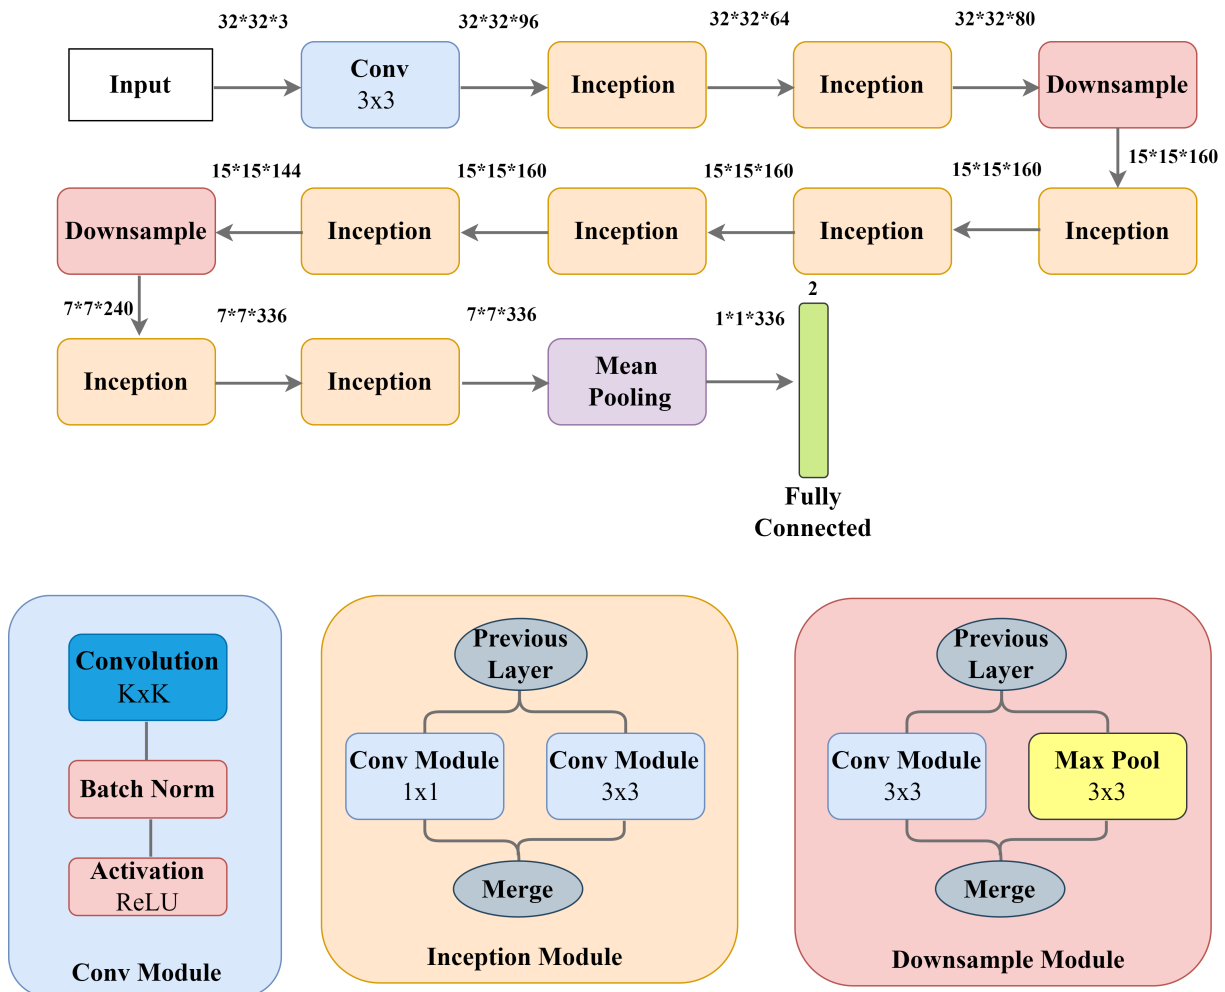 32*32*3
32*32*96
32*32*64
32*32*80
Input
Conv
3x3
Inception
Inception
Downsample
15*15*160
15*15*144
15*15*160
15*15*160
15*15*160
Downsample
Inception
Inception
Inception
Inception
7*7*240
7*7*336
7*7*336
1*1*336
2
Inception
Inception
Mean
Pooling
Fully
Connected
Convolution
KxK
Batch Norm
Activation
ReLU
Conv Module
Previous
Layer
Conv Module
1x1
Conv Module
3x3
Merge
Inception Module
Previous
Layer
Conv Module
3x3
Max Pool
3x3
Merge
Downsample Module